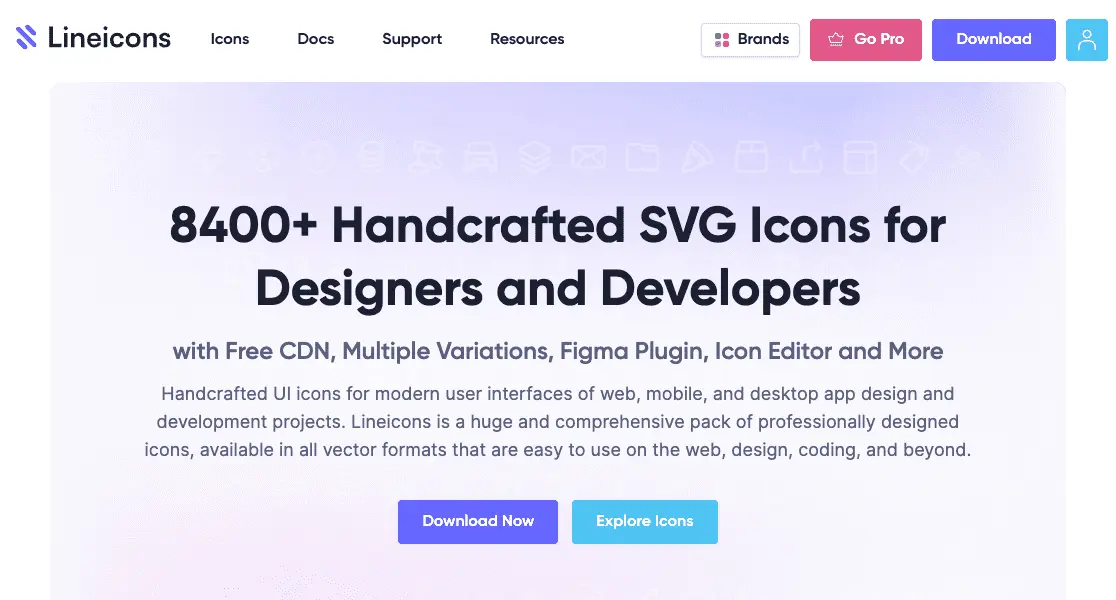 Lineicons
Icons
Docs
Support
Resources
Brands
Go Pro
Download
8400+ Handcrafted SVG Icons for
Designers and Developers
with Free CDN, Multiple Variations, Figma Plugin, Icon Editor and More
Handcrafted UI icons for modern user interfaces of web, mobile, and desktop app design and
development projects. Lineicons is a huge and comprehensive pack of professionally designed
icons, available in all vector formats that are easy to use on the web, design, coding, and beyond.
Download Now
Explore Icons